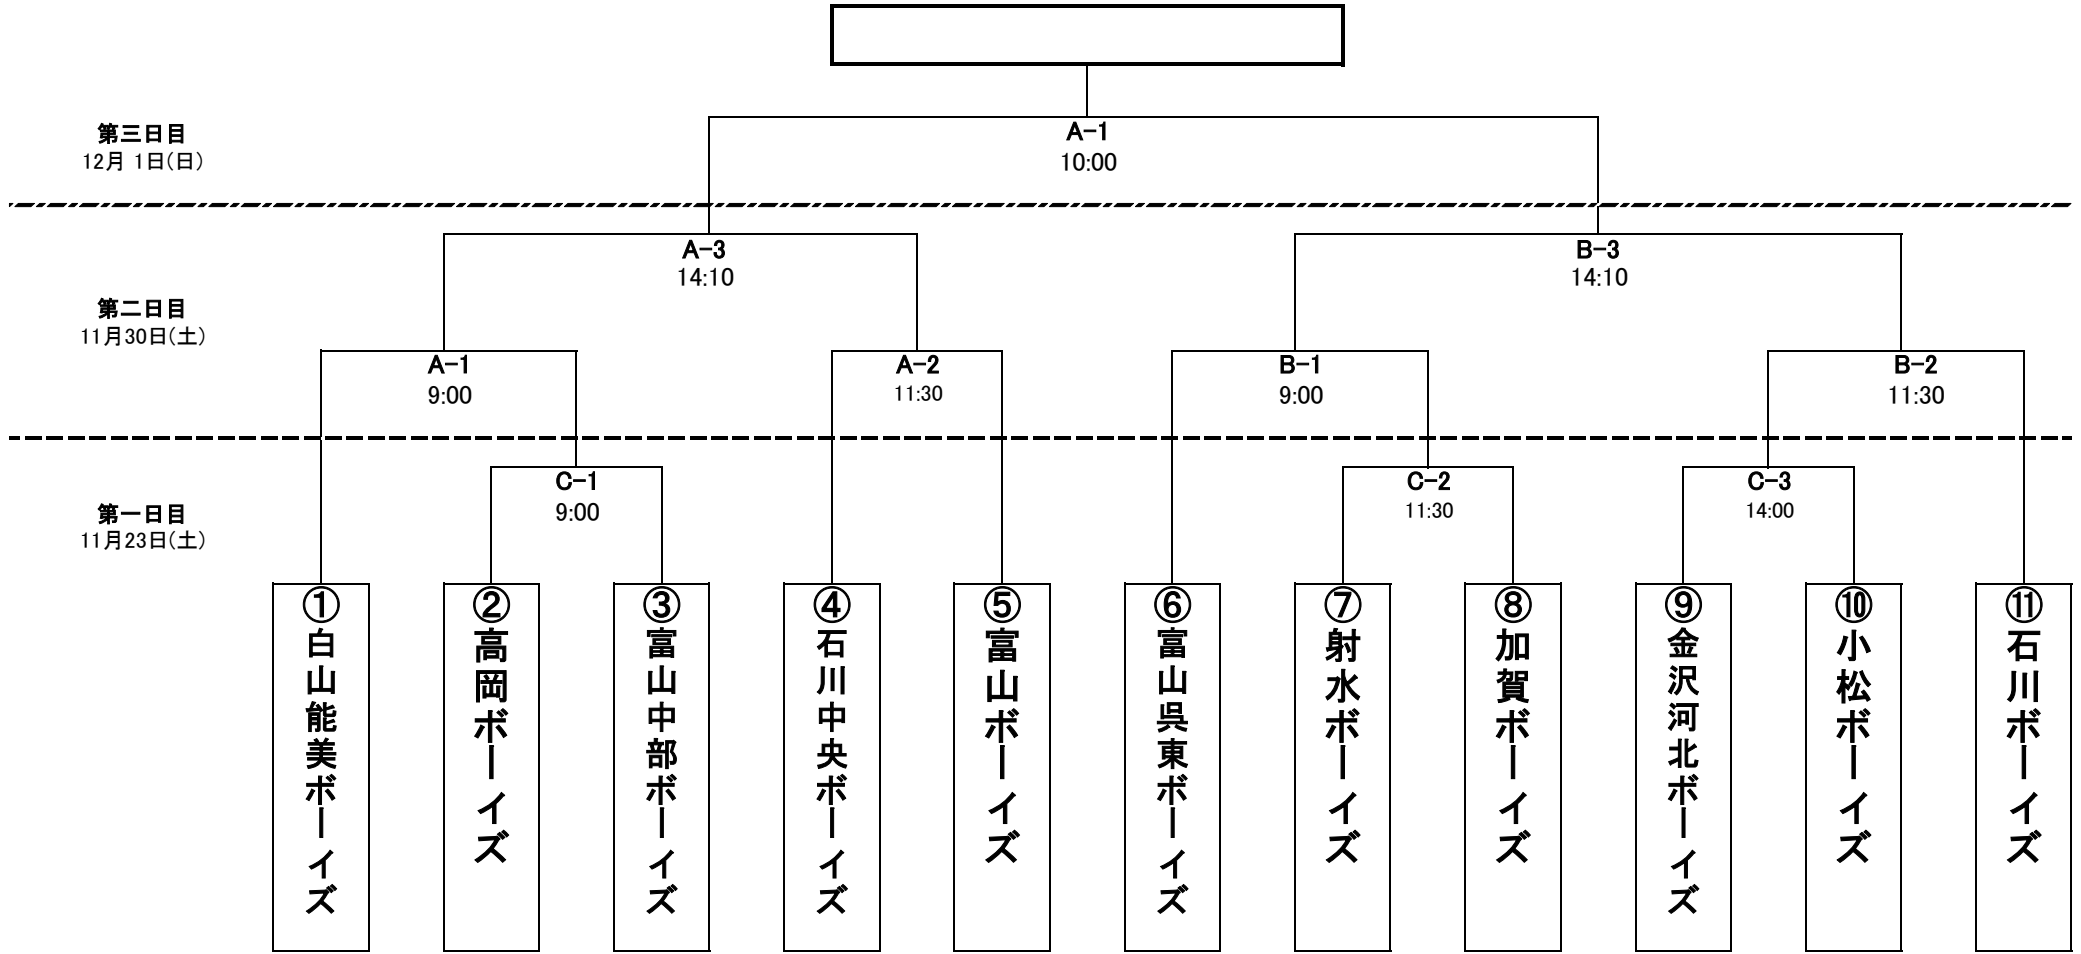 第三日目
12月 1日(日)
A-1
10:00
A-3
14:10
B-3
14:10
第二日目
11月30日(土)
A-1
9:00
A-2
11:30
B-1
9:00
B-2
11:30
C-1
9:00
C-2
11:30
C-3
14:00
第一日目
11月23日(土)
①白山能美ボーイズ
②高岡ボーイズ
③富山中部ボーイズ
④石川中央ボーイズ
⑤富山ボーイズ
⑥富山呉東ボーイズ
⑦射水ボーイズ
⑧加賀ボーイズ
⑨金沢河北ボーイズ
⑩小松ボーイズ
⑪石川ボーイズ